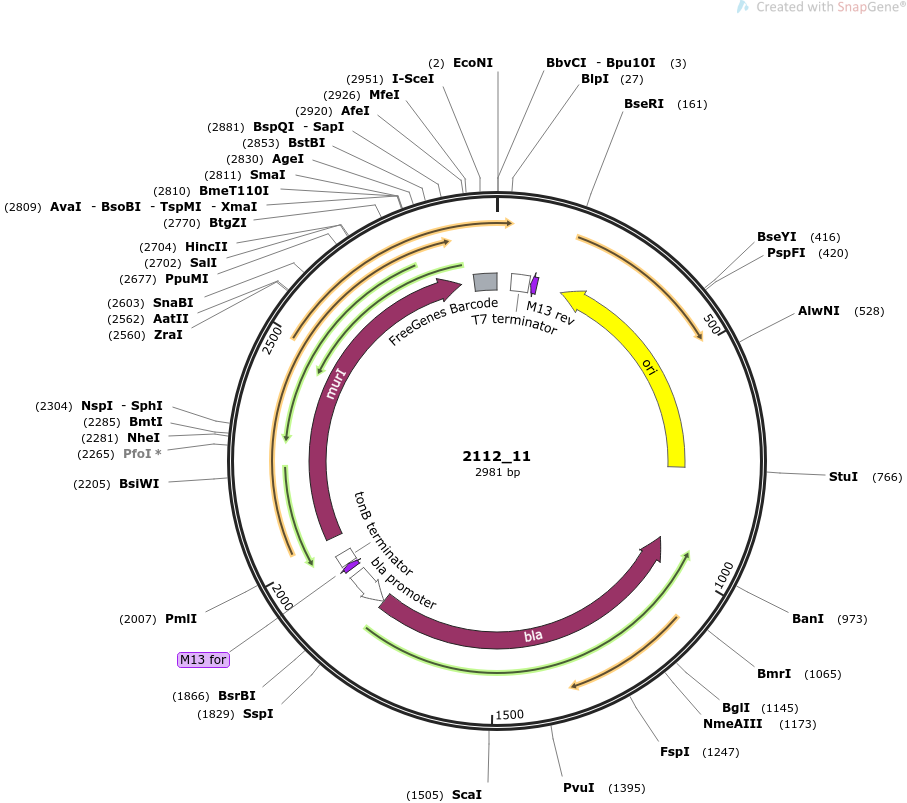 Created with SnapGene®
(2) EcoNI
BbvCI - Bpu10I (3)
(2951) I-SceI
BlpI (27)
(2926) MfeI
BseRI (161)
(2920) AfeI
(2881) BspQI - SapI
(2853) BstBI
(2830) AgeI
(2811) SmaI
(2810) BmeT110I
(2809) AvaI - BsoBI - TspMI - XmaI
(2770) BtgZI
BseYI (416)
(2704) HincII
PspFI (420)
(2702) SalI
(2677) PpuMI
(2603) SnaBI
(2562) AatII
AlwNI (528)
(2560) ZraI
500
2500
FreeGenes Barcode
M13 rev
T7 terminator
ori
murI
(2304) NspI - SphI
(2285) BmtI
(2281) NheI
(2265) PfoI *
(2205) BsiWI
2112_11
2981 bp
StuI (766)
tonB terminator
bla promoter
1000
2000
(2007) PmlI
BanI (973)
bla
M13 for
BmrI (1065)
(1866) BsrBI
BglI (1145)
(1829) SspI
1500
NmeAIII (1173)
FspI (1247)
PvuI (1395)
(1505) ScaI